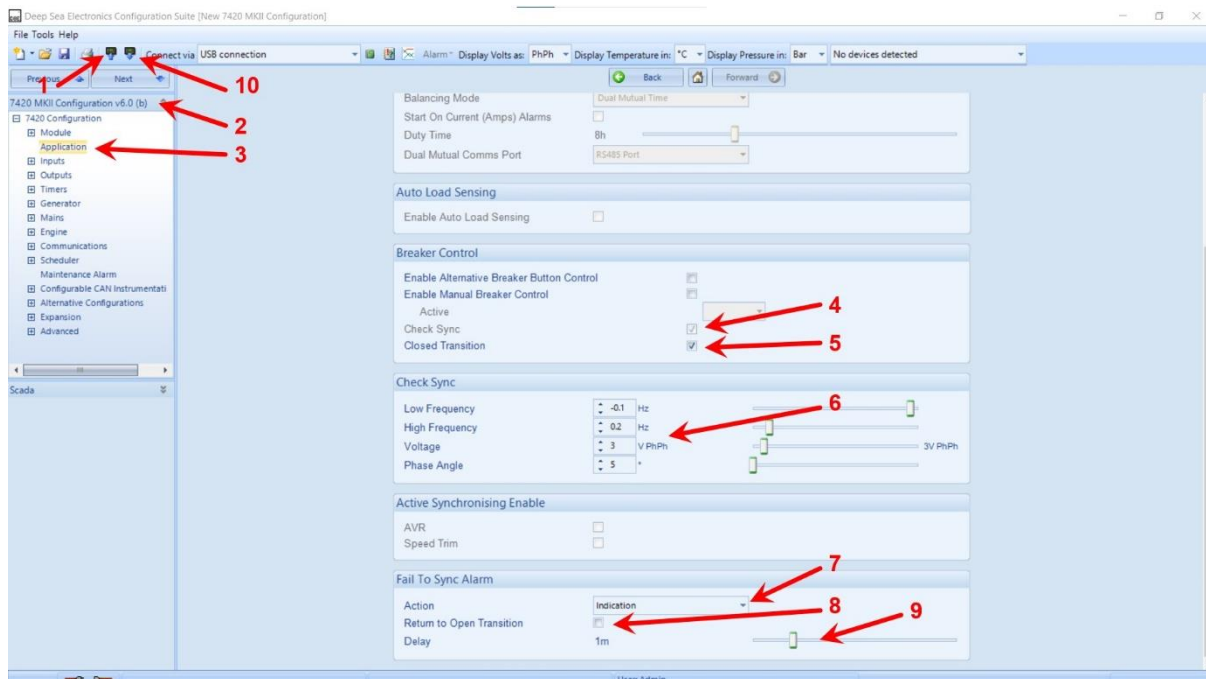 Deep Sea Electronics Configuration Suite [New 7420 MKII Configuration]
File Tools Help
Connect via USB connection Alarm Display Volts as: PhPh Display Temperature in: °C Display Pressure in: Bar No devices detected
Previous Next Back Forward
1
10
7420 MKII Configuration v6.0 (b)
2
7420 Configuration
Module
Application
3
Inputs
Outputs
Timers
Generator
Mains
Engine
Communications
Scheduler
Maintenance Alarm
Configurable CAN Instrumentati
Alternative Configurations
Expansion
Advanced
Scada
Balancing Mode Dual Mutual Time
Start On Current (Amps) Alarms
Duty Time 8h
Dual Mutual Comms Port RS485 Port
Auto Load Sensing
Enable Auto Load Sensing
Breaker Control
Enable Alternative Breaker Button Control
Enable Manual Breaker Control
Active
4
Check Sync
Closed Transition 5
Check Sync
Low Frequency -0.1 Hz 6
High Frequency 0.2 Hz
Voltage 3 V PhPh 3V PhPh
Phase Angle 5 °
Active Synchronising Enable
AVR
Speed Trim
7
Fail To Sync Alarm
Action Indication 8
Return to Open Transition 9
Delay 1m